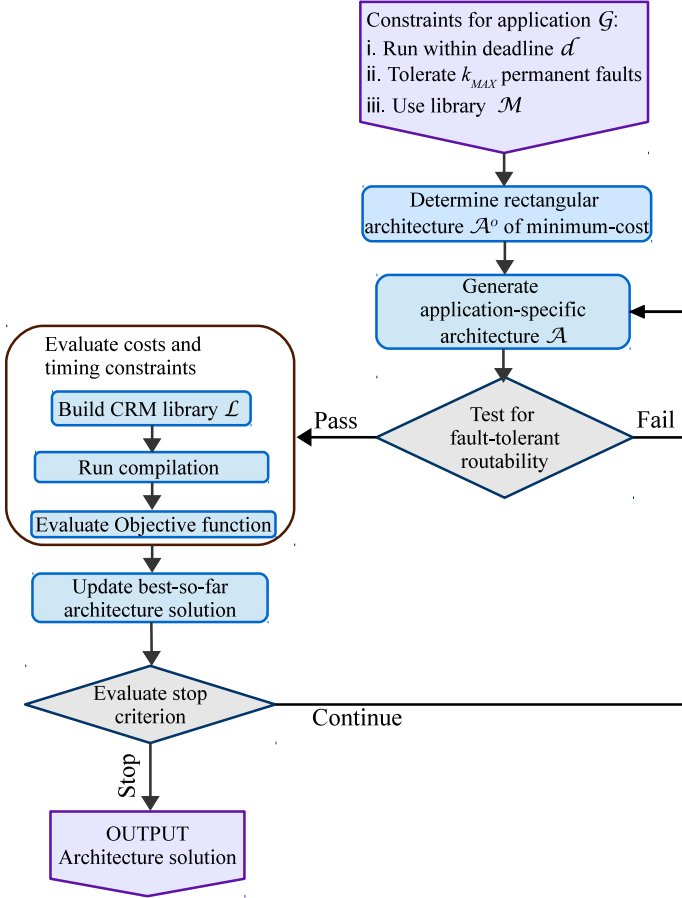 Constraints for application 𝒢:
i. Run within deadline 𝒹
ii. Tolerate k_MAX permanent faults
iii. Use library ℳ
Determine rectangular
architecture 𝒜ᵒ of minimum-cost
Generate
application-specific
architecture 𝒜
Test for
fault-tolerant
routability
Pass
Fail
Evaluate costs and
timing constraints
Build CRM library ℒ
Run compilation
Evaluate Objective function
Update best-so-far
architecture solution
Evaluate stop
criterion
Continue
Stop
OUTPUT
Architecture solution